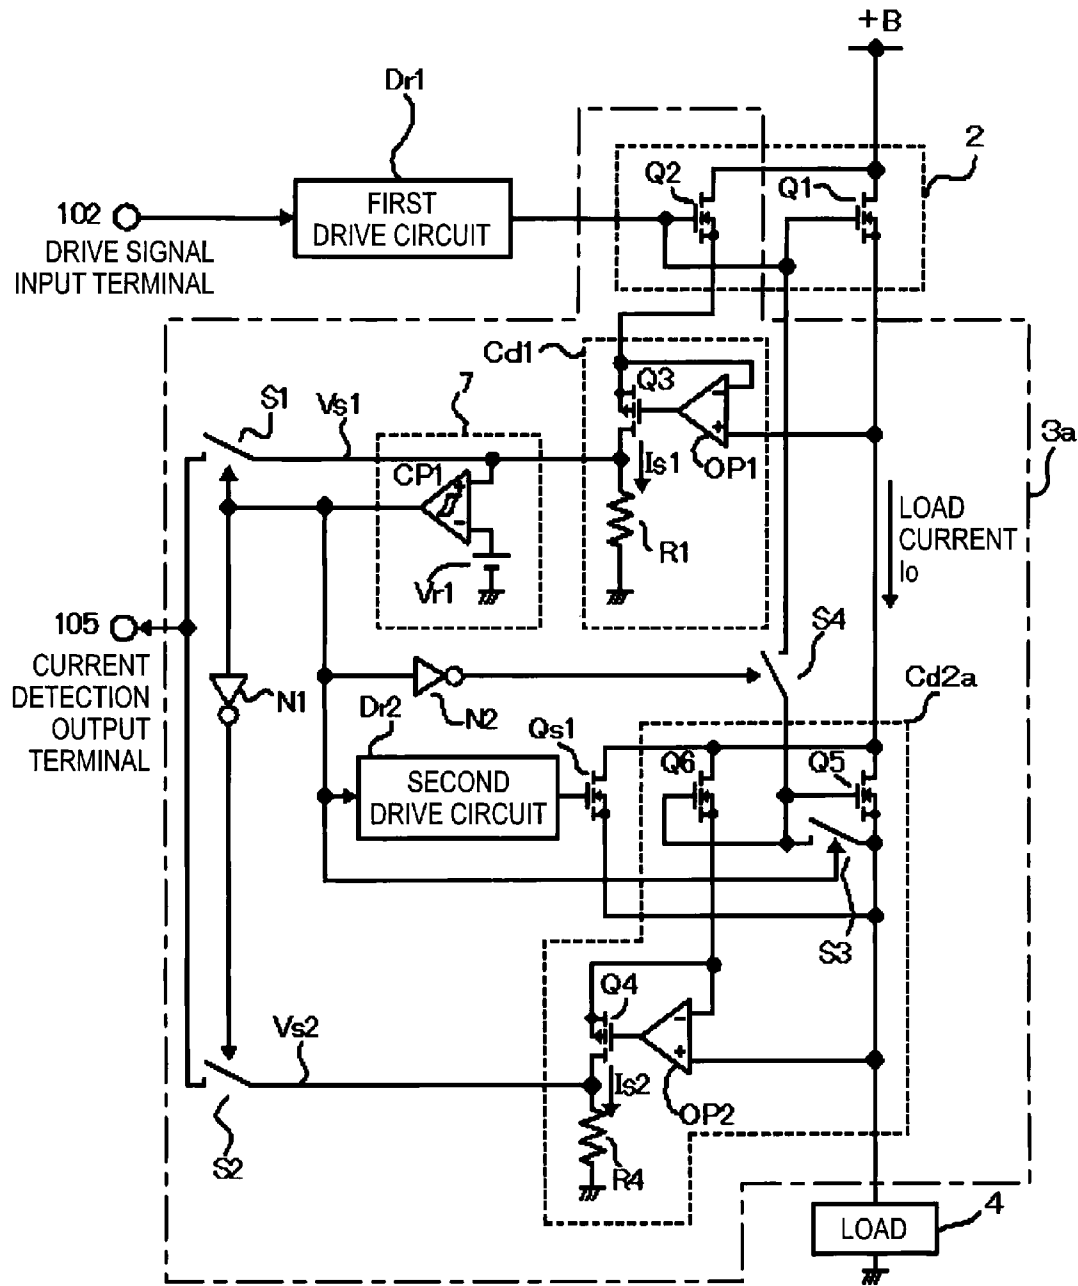 +B
Dr1
2
FIRST
DRIVE CIRCUIT
Q2
Q1
102
DRIVE SIGNAL
INPUT TERMINAL
Cd1
Q3
7
S1
Vs1
3a
CP1
+
-
-
+
OP1
Is1
LOAD
CURRENT
Io
R1
Vr1
105
CURRENT
DETECTION
OUTPUT
TERMINAL
S4
Cd2a
N1
N2
Dr2
Qs1
Q6
Q5
SECOND
DRIVE CIRCUIT
S3
Q4
-
+
Vs2
Is2
OP2
S2
R4
4
LOAD